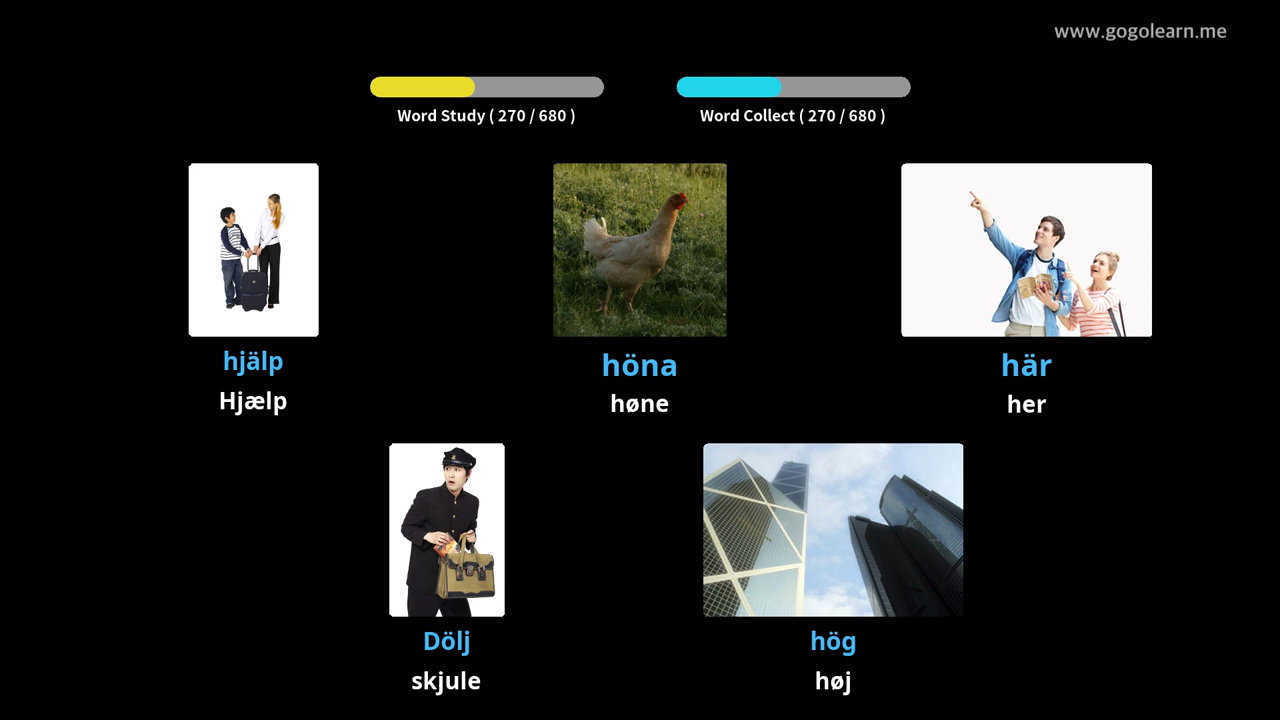 www.gogolearn.me
Word Study ( 270 / 680 )
Word Collect ( 270 / 680 )
hjälp
Hjælp
höna
høne
här
her
Dölj
skjule
hög
høj